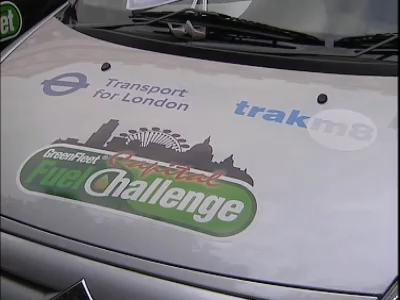 Transport
for London
trakm8
GreenFleet® Capital
Fuel Challenge